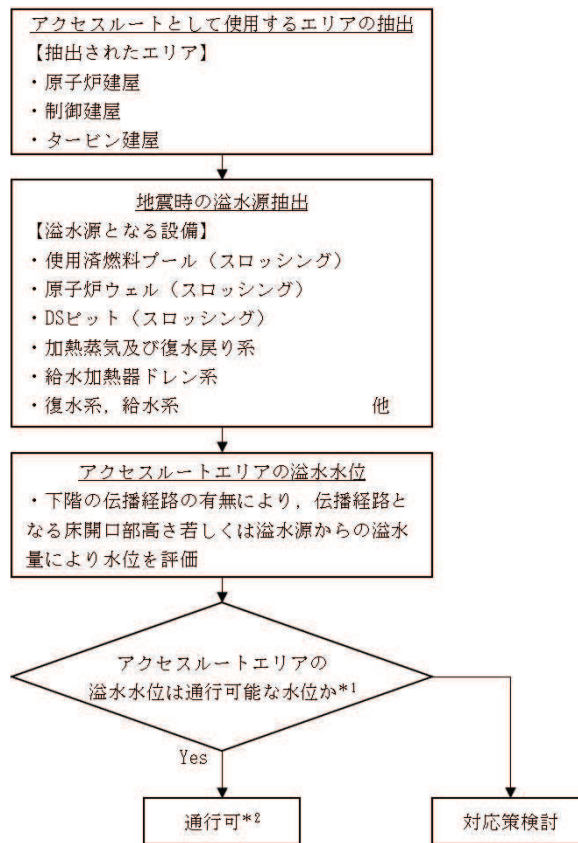 アクセスルートとして使用するエリアの抽出
【抽出されたエリア】
・原子炉建屋
・制御建屋
・タービン建屋
地震時の溢水源抽出
【溢水源となる設備】
・使用済燃料プール（スロッシング）
・原子炉ウェル（スロッシング）
・DSピット（スロッシング）
・加熱蒸気及び復水戻り系
・給水加熱器ドレン系
・復水系，給水系 他
アクセスルートエリアの溢水水位
・下階の伝播経路の有無により，伝播経路と
なる床開口部高さ若しくは溢水源からの溢水
量により水位を評価
アクセスルートエリアの
溢水水位は通行可能な水位か*1
Yes
通行可*2
対応策検討